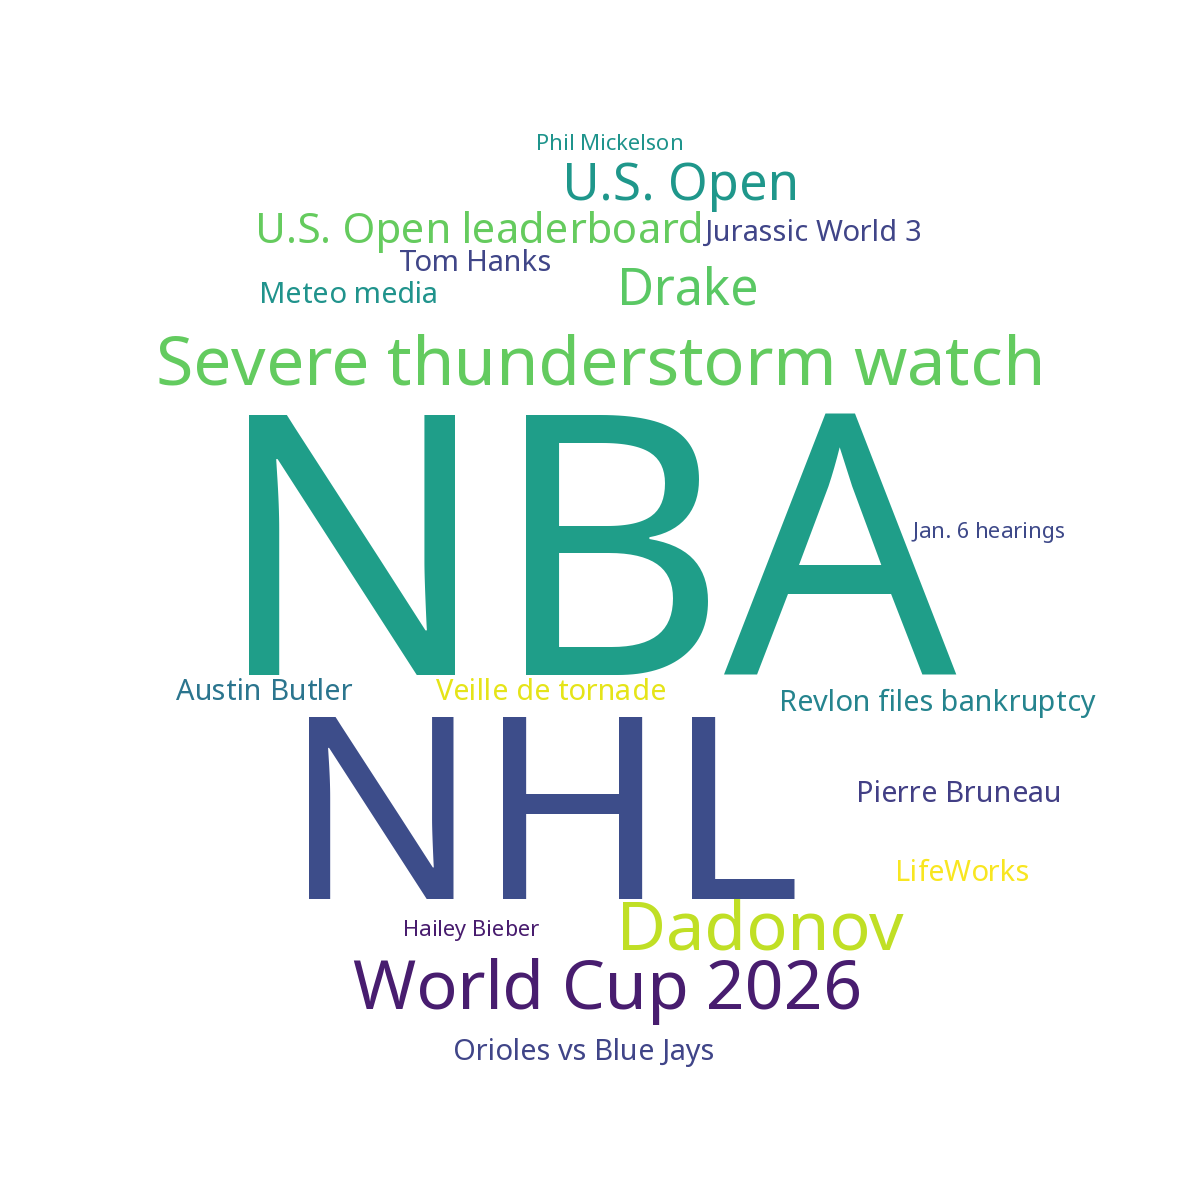 Phil Mickelson
U.S. Open
U.S. Open leaderboard
Jurassic World 3
Tom Hanks
Meteo media
Drake
Severe thunderstorm watch
NBA
Jan. 6 hearings
Austin Butler
Veille de tornade
Revlon files bankruptcy
NHL
Pierre Bruneau
LifeWorks
Hailey Bieber
Dadonov
World Cup 2026
Orioles vs Blue Jays